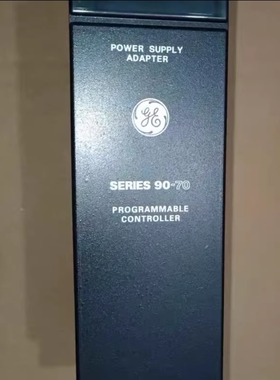 POWER SUPPLY
ADAPTER
GE
SERIES 90-70
PROGRAMMABLE
CONTROLLER